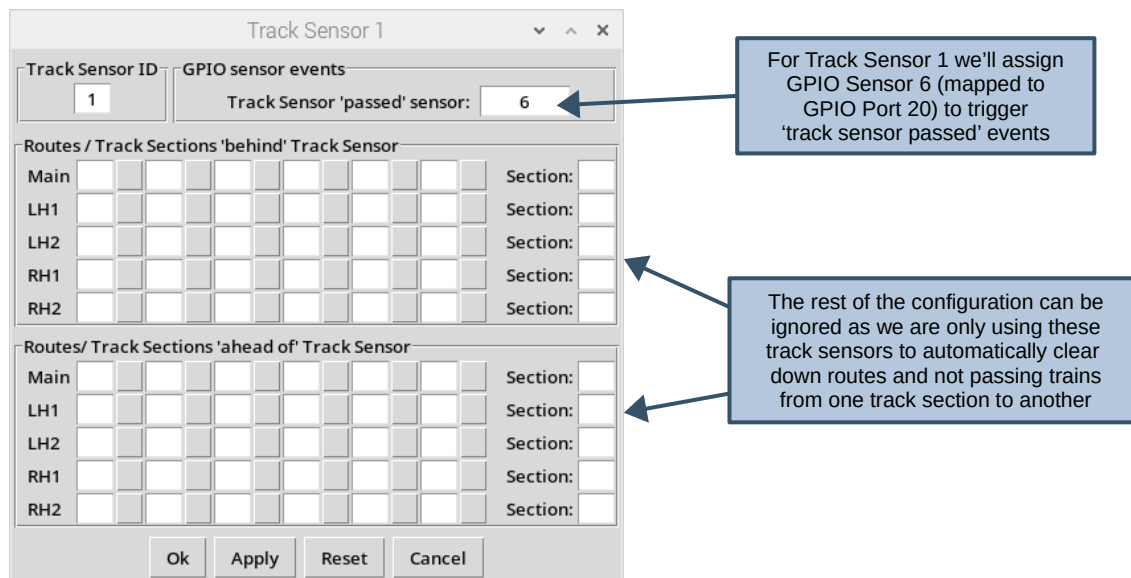 Track Sensor 1
Track Sensor ID
GPIO sensor events
1
Track Sensor 'passed' sensor:
6
For Track Sensor 1 we’ll assign
GPIO Sensor 6 (mapped to
GPIO Port 20) to trigger
‘track sensor passed’ events
Routes / Track Sections 'behind' Track Sensor
Main Section:
LH1 Section:
LH2 Section:
RH1 Section:
RH2 Section:
The rest of the configuration can be
ignored as we are only using these
track sensors to automatically clear
down routes and not passing trains
from one track section to another
Routes/ Track Sections 'ahead of' Track Sensor
Main Section:
LH1 Section:
LH2 Section:
RH1 Section:
RH2 Section:
Ok Apply Reset Cancel